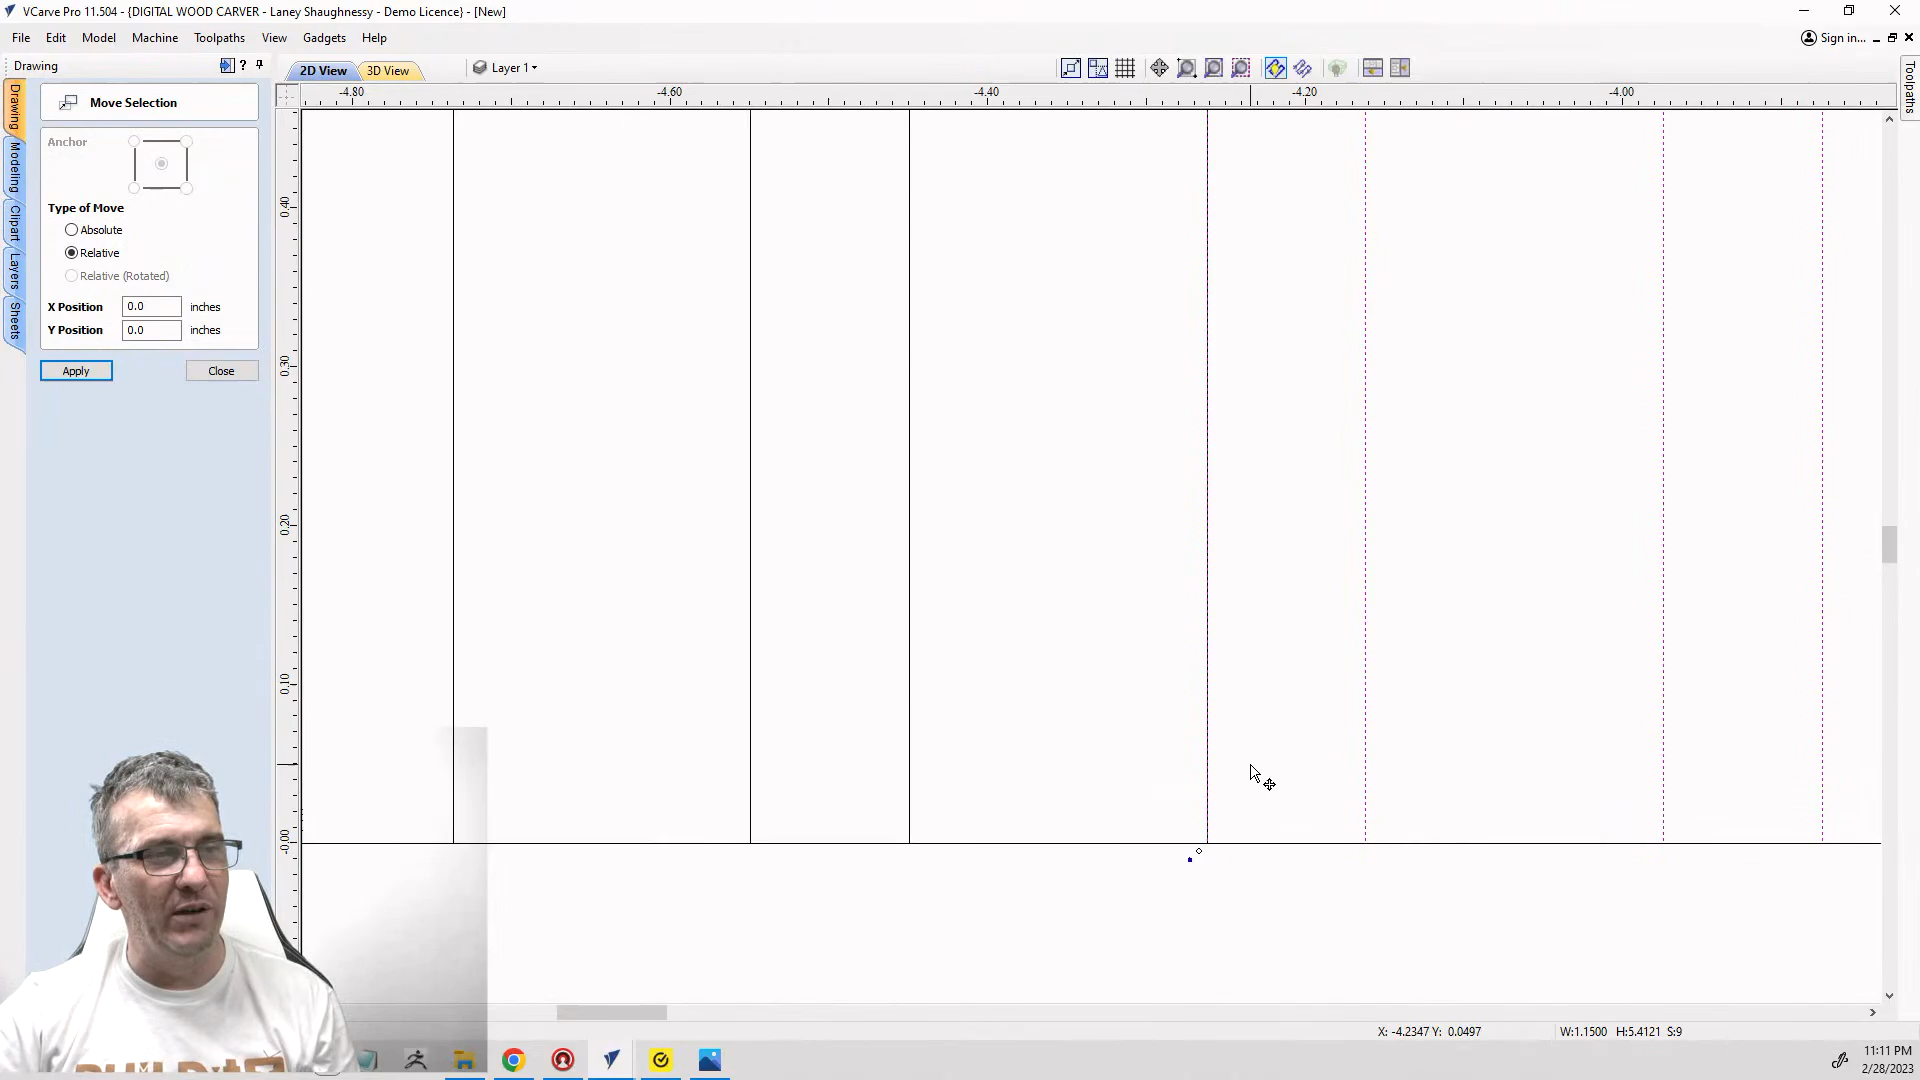 VCarve Pro 11.504 - {DIGITAL WOOD CARVER - Laney Shaughnessy - Demo Licence} - [New]
File Edit Model Machine Toolpaths View Gadgets Help
Sign in...
Drawing
?
2D View
3D View
Layer 1
Toolpaths
Drawing
Modeling
Clipart
Layers
Sheets
Move Selection
Anchor
Type of Move
Absolute
Relative
Relative (Rotated)
X Position 0.0 inches
Y Position 0.0 inches
Apply
Close
-4.80 -4.60 -4.40 -4.20 -4.00
0.40
0.30
0.20
0.10
-0.00
X: -4.2347 Y: 0.0497
W:1.1500 H:5.4121 S:9
11:11 PM
2/28/2023